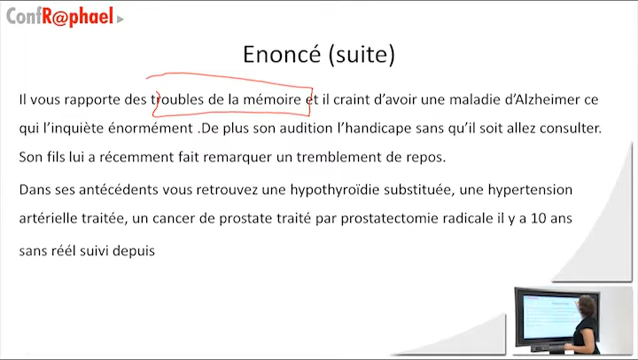 ConfR@phael
Enoncé (suite)
Il vous rapporte des troubles de la mémoire et il craint d’avoir une maladie d’Alzheimer ce
qui l’inquiète énormément .De plus son audition l’handicape sans qu’il soit allez consulter.
Son fils lui a récemment fait remarquer un tremblement de repos.
Dans ses antécédents vous retrouvez une hypothyroïdie substituée, une hypertension
artérielle traitée, un cancer de prostate traité par prostatectomie radicale il y a 10 ans
sans réél suivi depuis